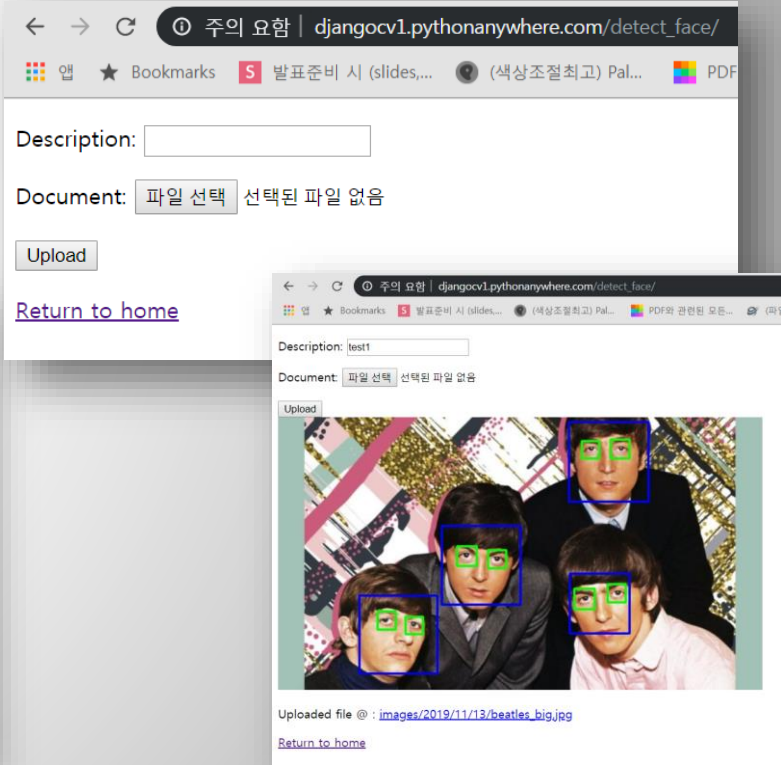 주의 요함 | djangocv1.pythonanywhere.com/detect_face/
앱 Bookmarks S 발표준비 시 (slides,... (색상조절최고) Pal... PDF
Description:
Document: 파일 선택 선택된 파일 없음
Upload
Return to home
주의 요함 | djangocv1.pythonanywhere.com/detect_face/
앱 Bookmarks S 발표준비 시 (slides,... (색상조절최고) Pal... PDF와 관련된 모든... (파일
Description: test1
Document: 파일 선택 선택된 파일 없음
Upload
Uploaded file @ : images/2019/11/13/beatles_big.jpg
Return to home